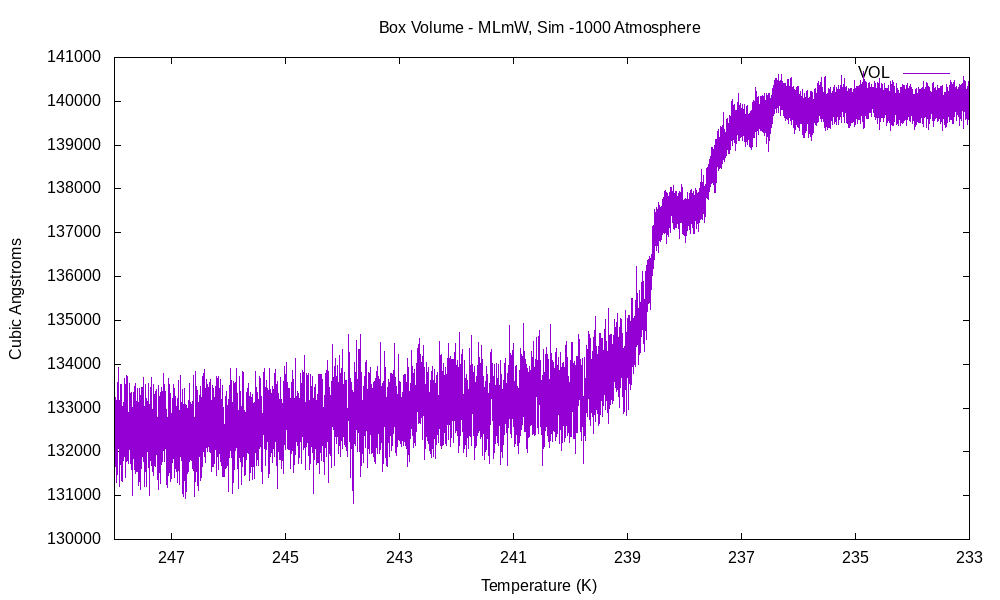 Box Volume - MLmW, Sim -1000 Atmosphere
141000
140000
139000
138000
137000
136000
135000
134000
133000
132000
131000
130000
VOL
Cubic Angstroms
247 245 243 241 239 237 235 233
Temperature (K)